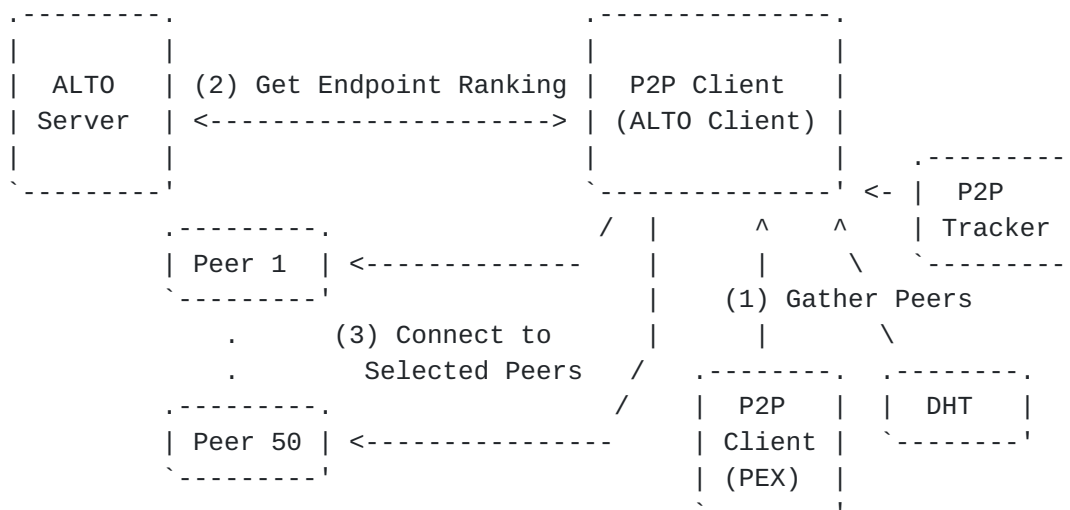 ALTO (2) Get Endpoint Ranking P2P Client
Server <----------------------> (ALTO Client)
<- P2P
Tracker
Peer 1 <--------------
(1) Gather Peers
. (3) Connect to
. Selected Peers
P2P DHT
Peer 50 <---------------- Client
(PEX)